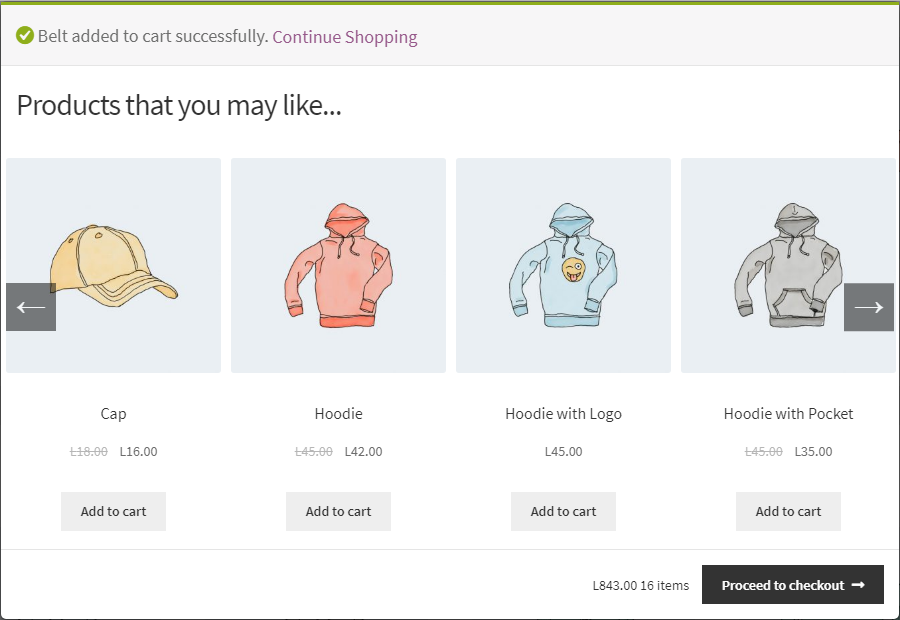 Belt added to cart successfully. Continue Shopping
Products that you may like...
←
→
Cap
Hoodie
Hoodie with Logo
Hoodie with Pocket
L18.00 L16.00
L45.00 L42.00
L45.00
L45.00 L35.00
Add to cart
Add to cart
Add to cart
Add to cart
L843.00 16 items
Proceed to checkout →